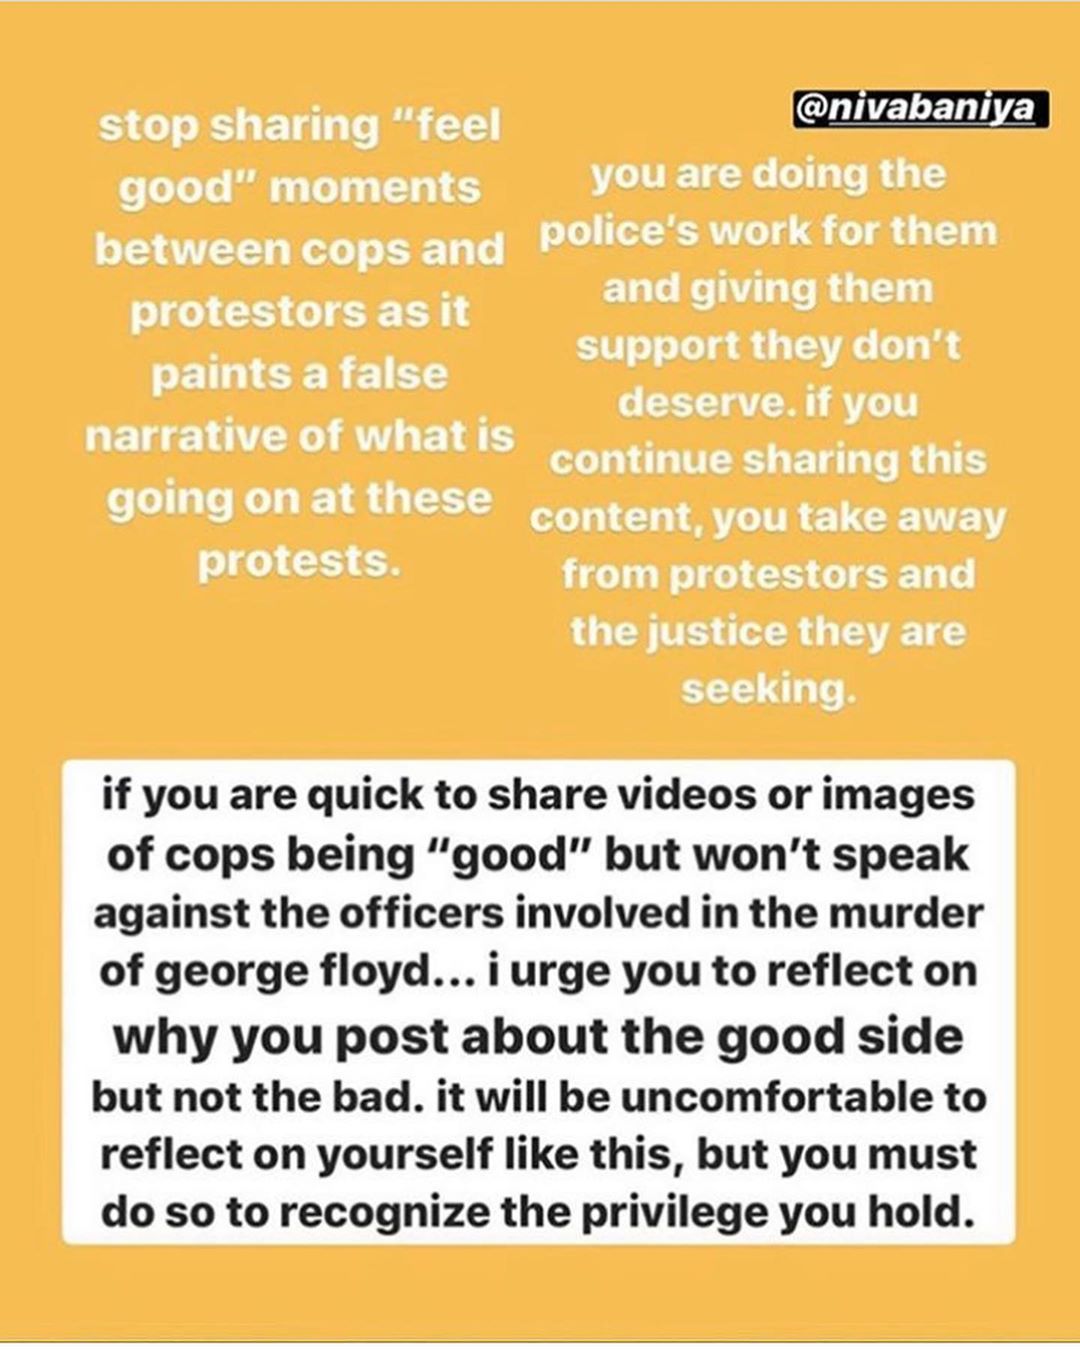 stop sharing "feel
good" moments
between cops and
protestors as it
paints a false
narrative of what is
going on at these
protests.
@nivabaniya
you are doing the
police's work for them
and giving them
support they don't
deserve. if you
continue sharing this
content, you take away
from protestors and
the justice they are
seeking.
if you are quick to share videos or images
of cops being "good" but won't speak
against the officers involved in the murder
of george floyd... i urge you to reflect on
why you post about the good side
but not the bad. it will be uncomfortable to
reflect on yourself like this, but you must
do so to recognize the privilege you hold.